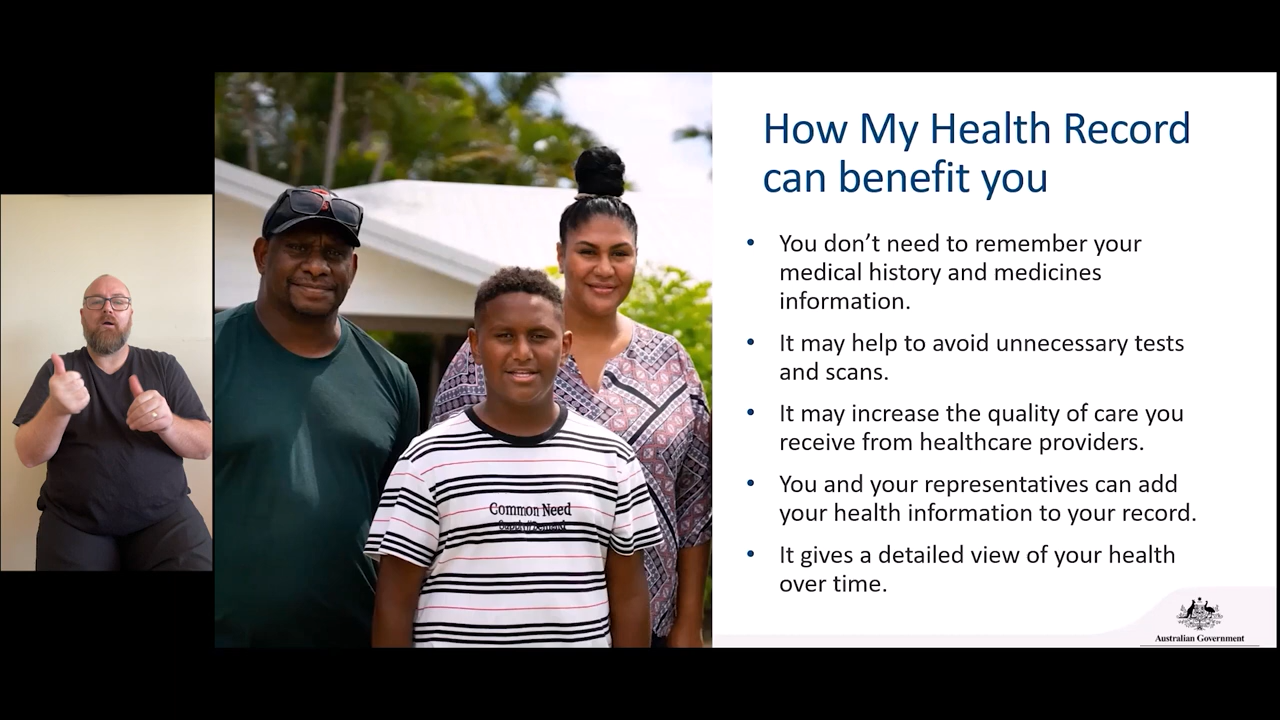 How My Health Record
can benefit you
• You don’t need to remember your
medical history and medicines
information.
• It may help to avoid unnecessary tests
and scans.
• It may increase the quality of care you
receive from healthcare providers.
• You and your representatives can add
your health information to your record.
• It gives a detailed view of your health
over time.
Common Need
Australian Government